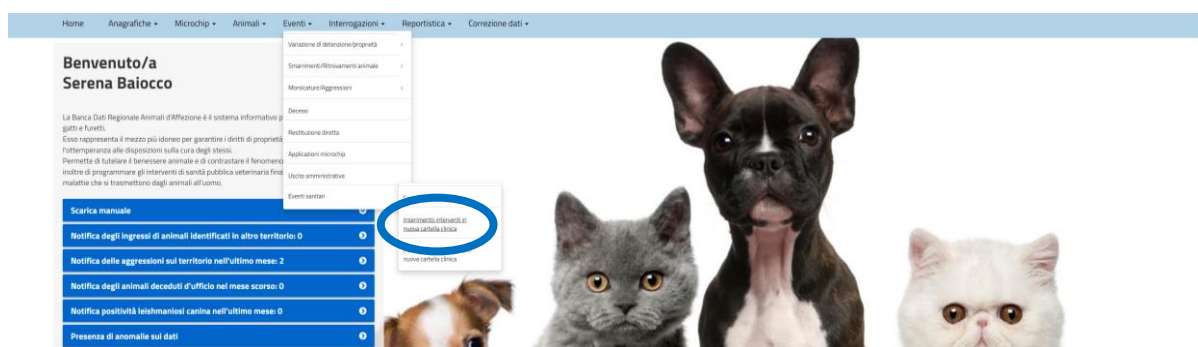 Home Anagrafiche Microchip Animali Eventi Interrogazioni Reportistica Correzione dati
Benvenuto/a
Serena Baiocco
La Banca Dati Regionale Animali d'Affezione è il sistema informativo
gatti e furetti.
Esso rappresenta il mezzo più idoneo per garantire i diritti di proprietà
l'ottemperanza alle disposizioni sulla cura degli stessi.
Permette di tutelare il benessere animale e di contrastare il fenomeno
inoltre di programmare gli interventi di sanità pubblica veterinaria
malattie che si trasmettono dagli animali all'uomo.
Scarica manuale
Notifica degli ingressi di animali identificati in altro territorio: 0
Notifica delle aggressioni sul territorio nell'ultimo mese: 2
Notifica degli animali deceduti d'ufficio nel mese scorso: 0
Notifica positività leishmaniosi canina nell'ultimo mese: 0
Presenza di anomalie sui dati
Variazione di detenzione/proprietà
Smarrimenti/Ritrovamenti animale
Morsicature/Aggressioni
Decessi
Restituzione diretta
Applicazioni microchip
Uscite amministrative
Eventi sanitari
Inserimento interventi in
nuova cartella clinica
nuova cartella clinica